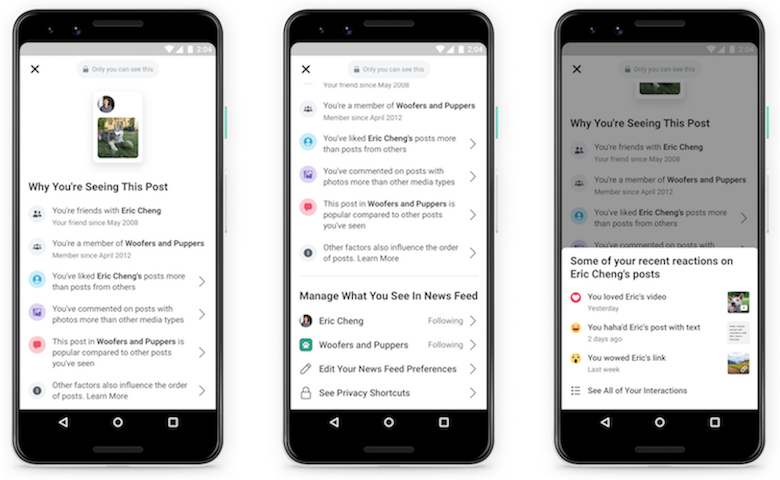 2:04
Only you can see this
Why You're Seeing This Post
You're friends with Eric Cheng
Your friend since May 2008
You're a member of Woofers and Puppers
Member since April 2012
You've liked Eric Cheng's posts more
than posts from others
You've commented on posts with
photos more than other media types
This post in Woofers and Puppers is
popular compared to other posts
you've seen
Other factors also influence the order
of posts. Learn More
2:04
Only you can see this
Your friend since May 2008
You're a member of Woofers and Puppers
Member since April 2012
You've liked Eric Cheng's posts more
than posts from others
You've commented on posts with
photos more than other media types
This post in Woofers and Puppers is
popular compared to other posts
you've seen
Other factors also influence the order
of posts. Learn More
Manage What You See In News Feed
Eric Cheng Following
Woofers and Puppers Following
Edit Your News Feed Preferences
See Privacy Shortcuts
2:04
Only you can see this
Why You're Seeing This Post
You're friends with Eric Cheng
Your friend since May 2008
You're a member of Woofers and Puppers
Member since April 2012
You've liked Eric Cheng's posts more
than posts from others
You've commented on posts with
Some of your recent reactions on
Eric Cheng's posts
You loved Eric's video
Yesterday
You haha'd Eric's post with text
2 days ago
You wowed Eric's link
Last week
See All of Your Interactions